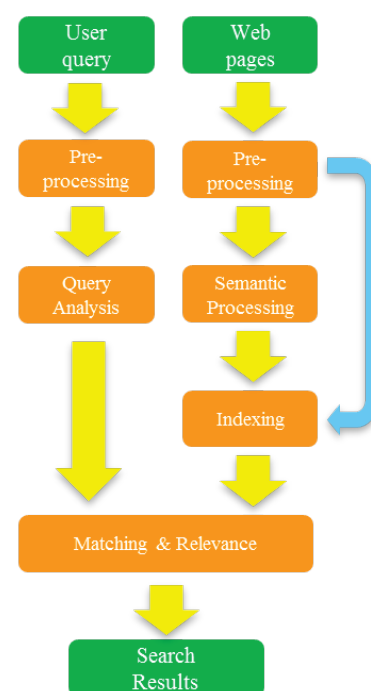 User
query
Web
pages
Pre-
processing
Pre-
processing
Query
Analysis
Semantic
Processing
Indexing
Matching & Relevance
Search
Results